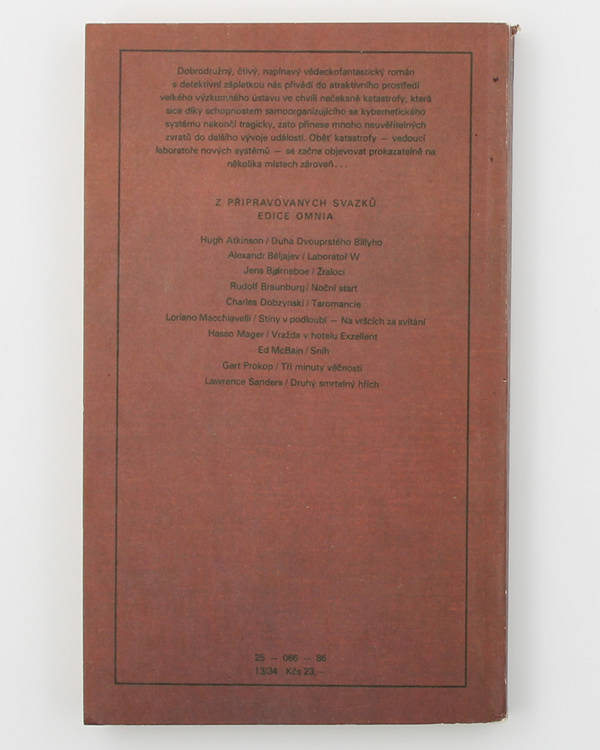 Dobrodružný, čtivý, napínavý vědeckofantastický román
s detektivní zápletkou nás přivádí do atraktivního prostředí
velkého výzkumného ústavu ve chvíli nečekané katastrofy, která
sice díky schopnostem samoorganizujícího se kybernetického
systému nekončí tragicky, zato přinese mnoho neuvěřitelných
zvratů do dalšího vývoje událostí. Oběť katastrofy — vedoucí
laboratoře nových systémů — se začne objevovat prokazatelně na
několika místech zároveň...
Z PŘIPRAVOVANÝCH SVAZKŮ
EDICE OMNIA
Hugh Atkinson / Duha Dvouprstého Billyho
Alexandr Běljajev / Laboratoř W
Jens Bjørneboe / Žraloci
Rudolf Braunburg / Noční start
Charles Dobzynski / Taromancie
Loriano Macchiavelli / Stíny v podloubí — Na vršcích za svítání
Hasso Mager / Vražda v hotelu Exzellent
Ed McBain / Sníh
Gert Prokop / Tři minuty věčnosti
Lawrence Sanders / Druhý smrtelný hřích
25 — 066 — 86
13/34 Kčs 23,—